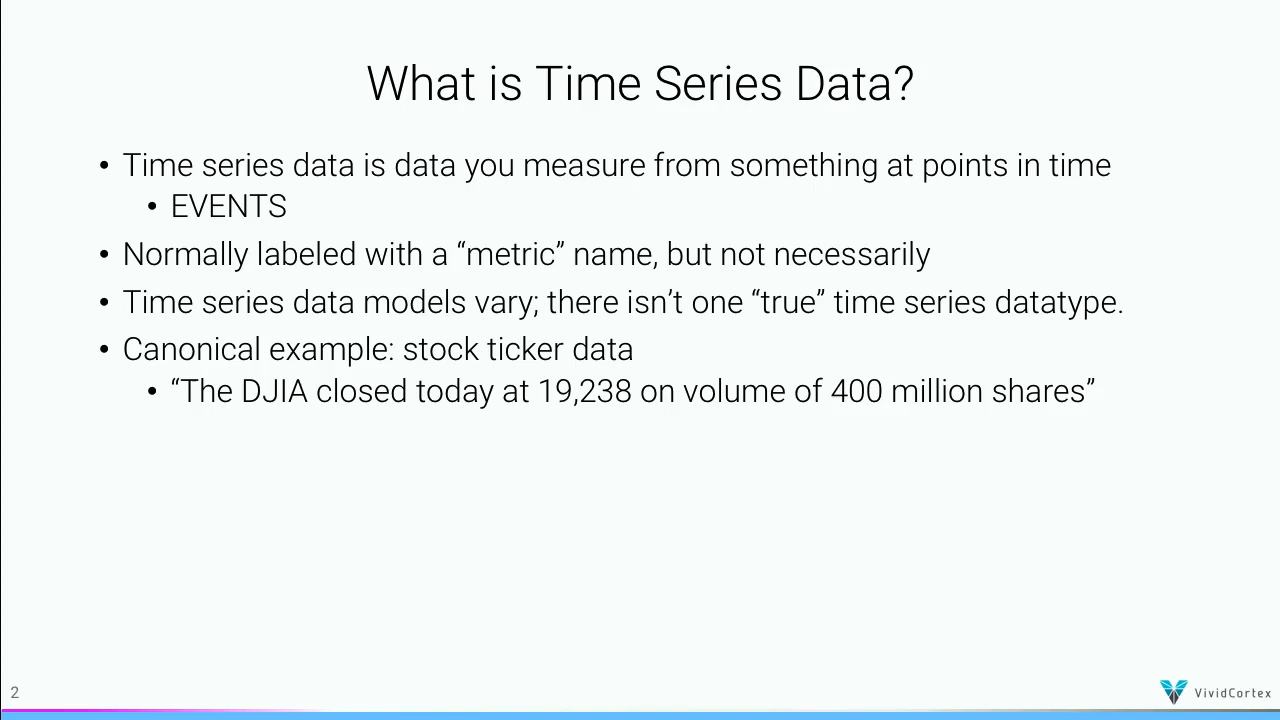 What is Time Series Data?
• Time series data is data you measure from something at points in time
• EVENTS
• Normally labeled with a “metric” name, but not necessarily
• Time series data models vary; there isn’t one “true” time series datatype.
• Canonical example: stock ticker data
• “The DJIA closed today at 19,238 on volume of 400 million shares”
2
VividCortex